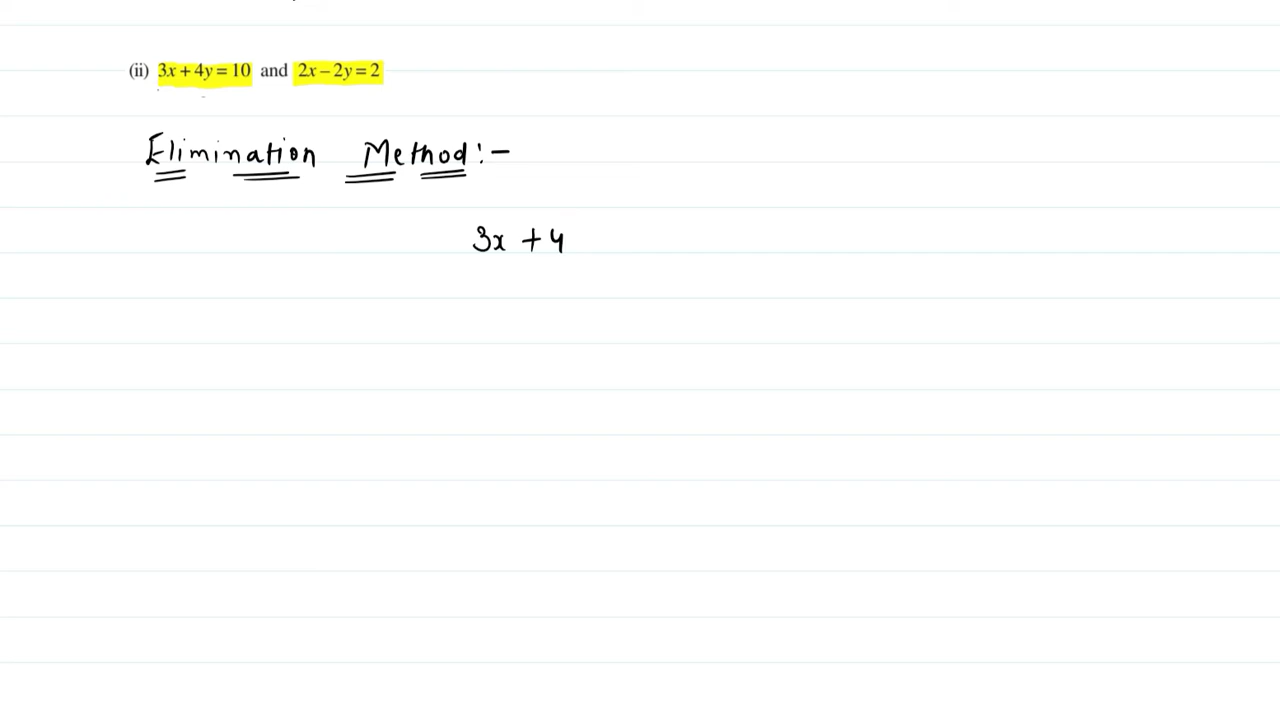 (ii) 3x + 4y = 10 and 2x – 2y = 2
Elimination Method :-
3x + 4